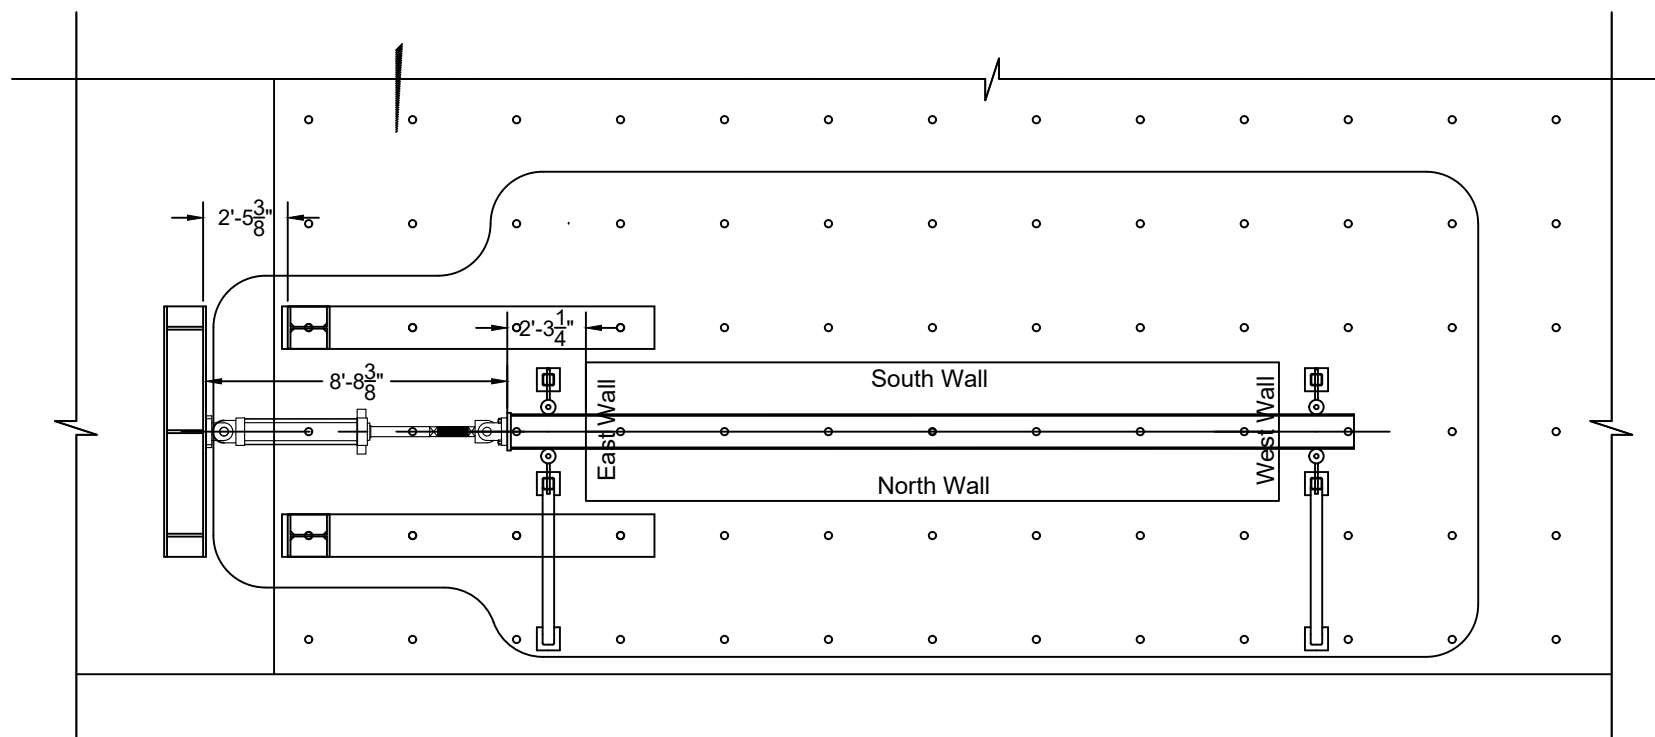 2'-5 3/8"
2'-3 1/4"
8'-8 3/8"
South Wall
East Wall
West Wall
North Wall